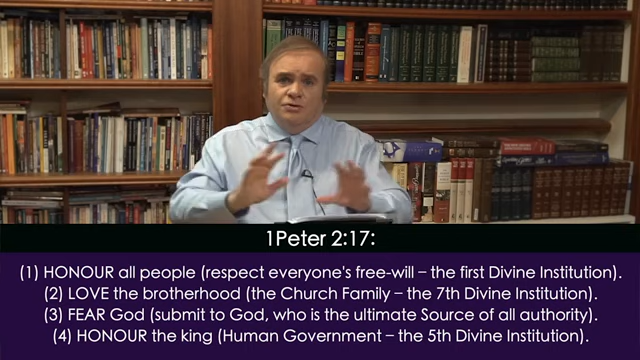 1Peter 2:17:
(1) HONOUR all people (respect everyone's free-will – the first Divine Institution).
(2) LOVE the brotherhood (the Church Family – the 7th Divine Institution).
(3) FEAR God (submit to God, who is the ultimate Source of all authority).
(4) HONOUR the king (Human Government – the 5th Divine Institution).